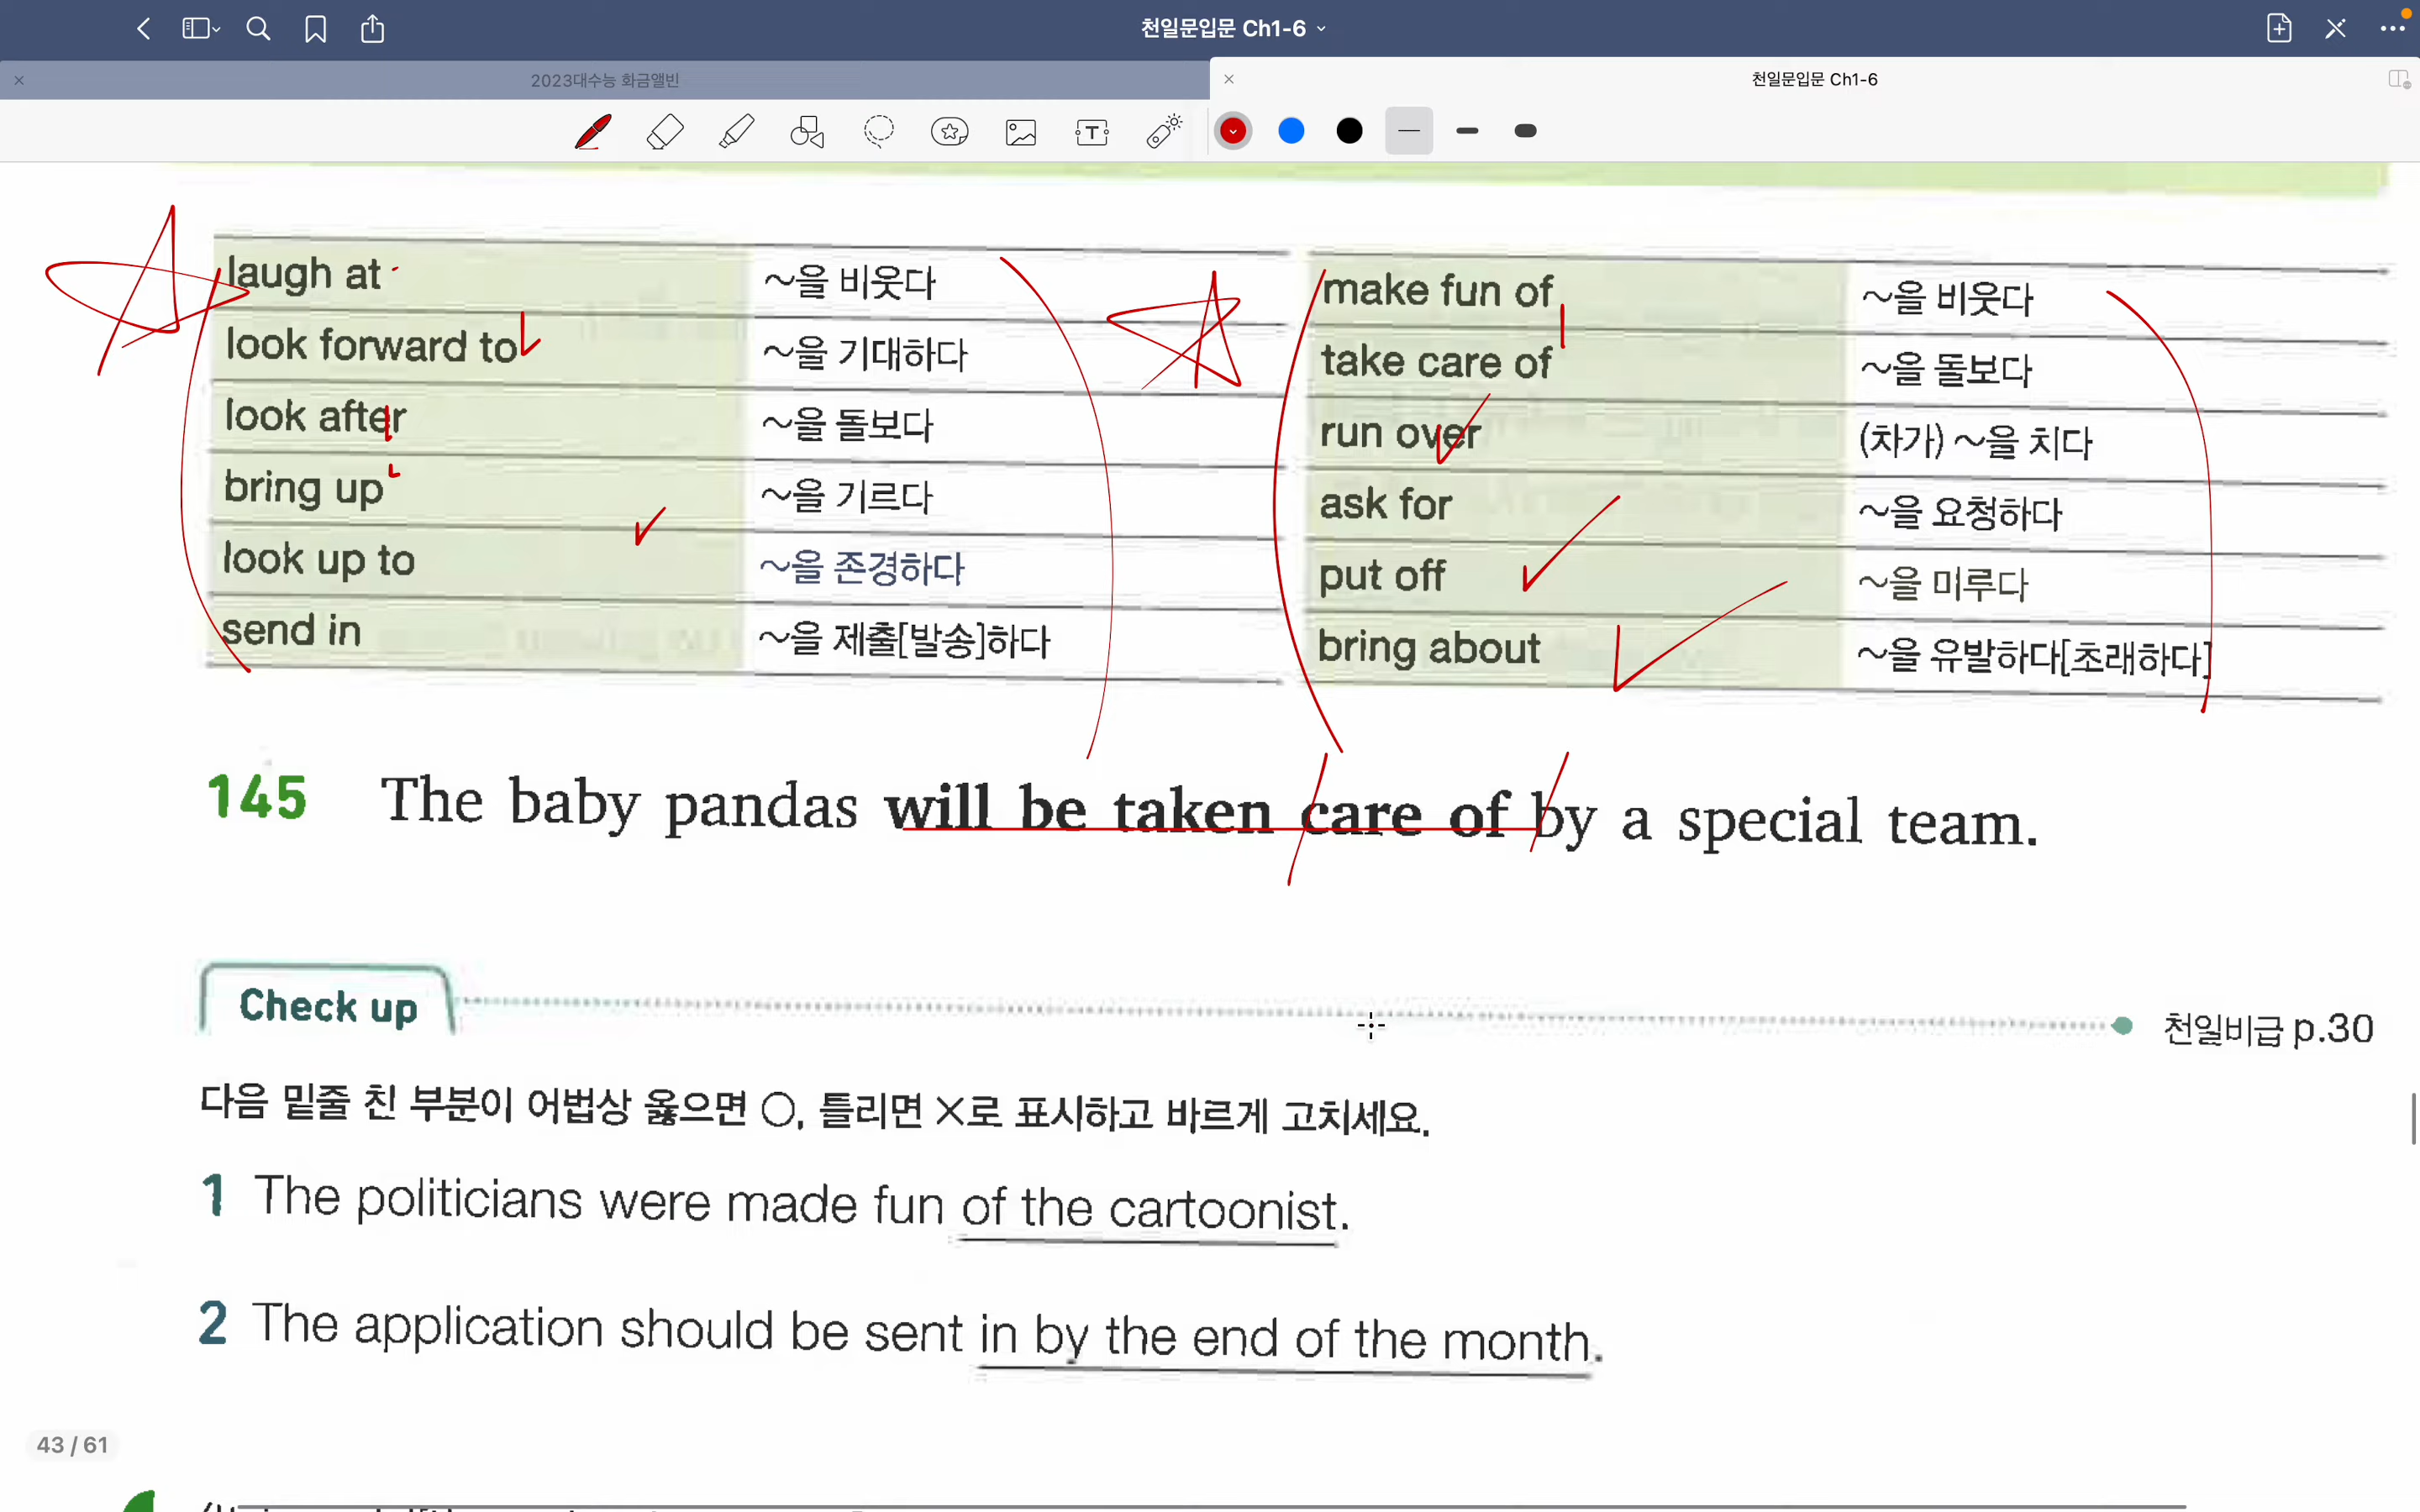 천일문입문 Ch1-6
2023대수능 화금앨빈
천일문입문 Ch1-6
laugh at ~을 비웃다
look forward to ~을 기대하다
look after ~을 돌보다
bring up ~을 기르다
look up to ~을 존경하다
send in ~을 제출[발송]하다
make fun of ~을 비웃다
take care of ~을 돌보다
run over (차가) ~을 치다
ask for ~을 요청하다
put off ~을 미루다
bring about ~을 유발하다[초래하다]
145 The baby pandas will be taken care of by a special team.
Check up
천일비급 p.30
다음 밑줄 친 부분이 어법상 옳으면 ○, 틀리면 ×로 표시하고 바르게 고치세요.
1 The politicians were made fun of the cartoonist.
2 The application should be sent in by the end of the month.
43 / 61